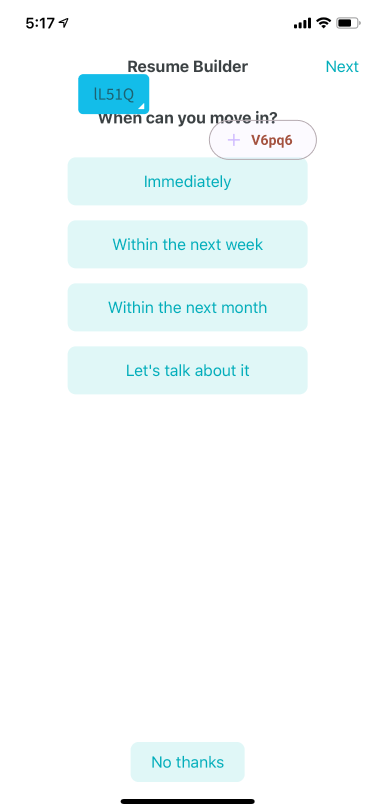 5:17
Resume Builder
Next
lL51Q
When can you move in?
V6pq6
Immediately
Within the next week
Within the next month
Let's talk about it
No thanks